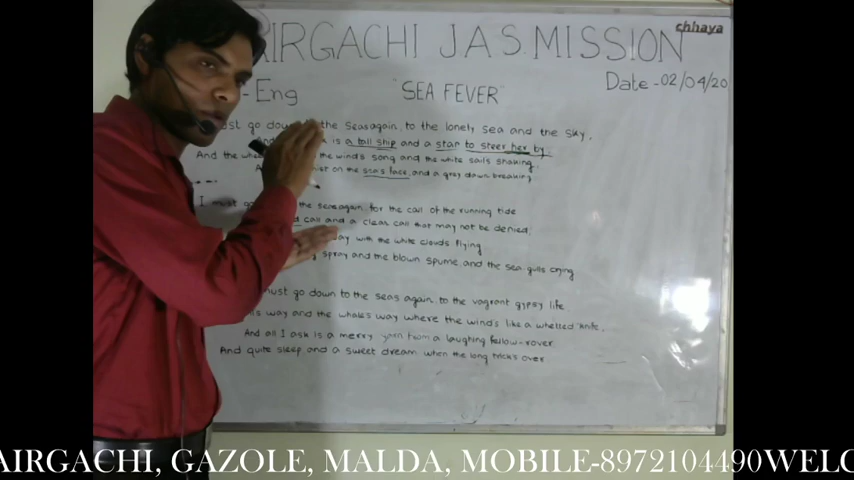 chhaya
AIRGACHI J.A.S. MISSION
- Eng "SEA FEVER" Date - 02/04/20
go down the seas again, to the lonely sea and the sky,
is a tall ship and a star to steer her by,
And the wheel the wind's song and the white sails shaking,
on the sea's face and a grey dawn breaking,
I must the seas again, for the call of the running tide
call and a clear call that may not be denied;
with the white clouds flying
spray and the blown spume and the sea-gulls crying
must go down to the seas again, to the vagrant gypsy life,
way and the whale's way where the wind's like a whetted knife,
And all I ask is a merry yarn from a laughing fellow-rover
And quite sleep and a sweet dream when the long trick's over
AIRGACHI, GAZOLE, MALDA, MOBILE-8972104490WELC